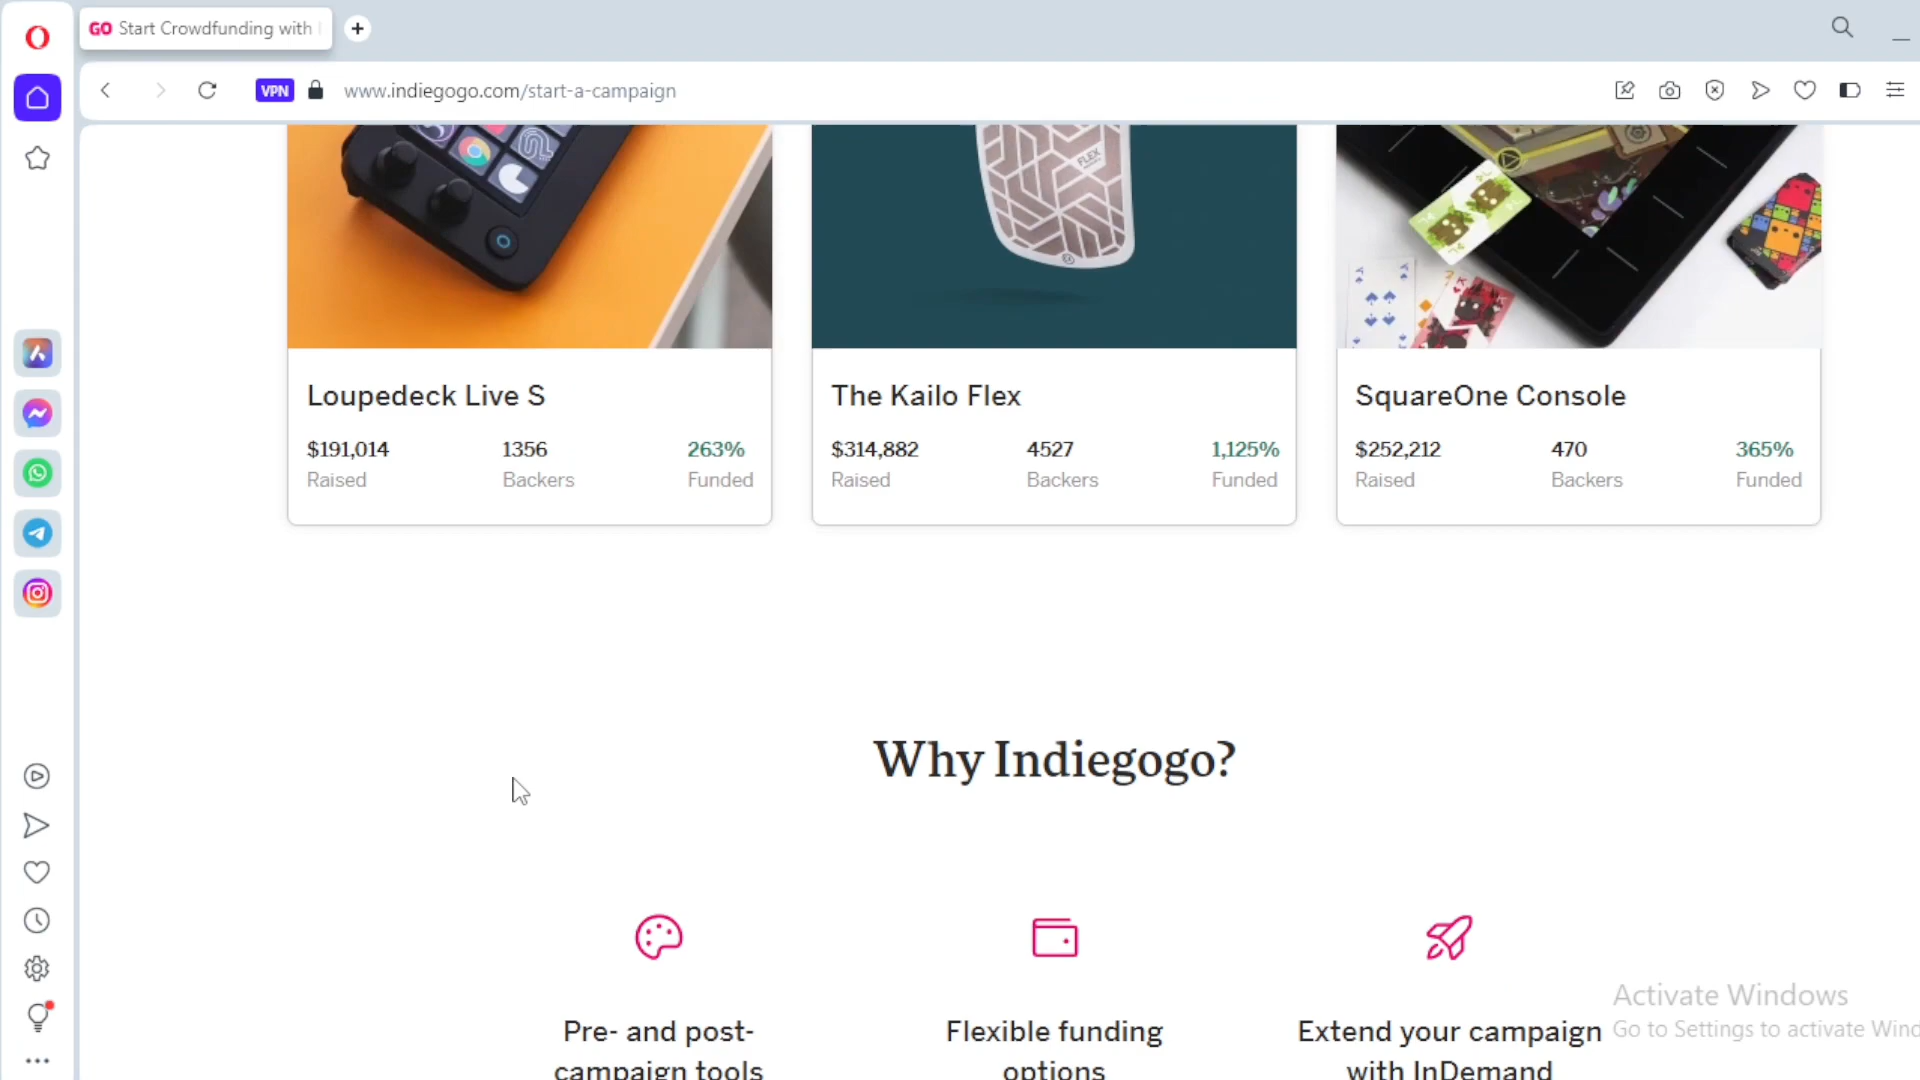 GO Start Crowdfunding with
VPN www.indiegogo.com/start-a-campaign
FLEX
Loupedeck Live S
$191,014 1356 263%
Raised Backers Funded
The Kailo Flex
$314,882 4527 1,125%
Raised Backers Funded
SquareOne Console
$252,212 470 365%
Raised Backers Funded
Why Indiegogo?
Pre- and post-
campaign tools
Flexible funding
options
Extend your campaign
with InDemand
Activate Windows
Go to Settings to activate Wind